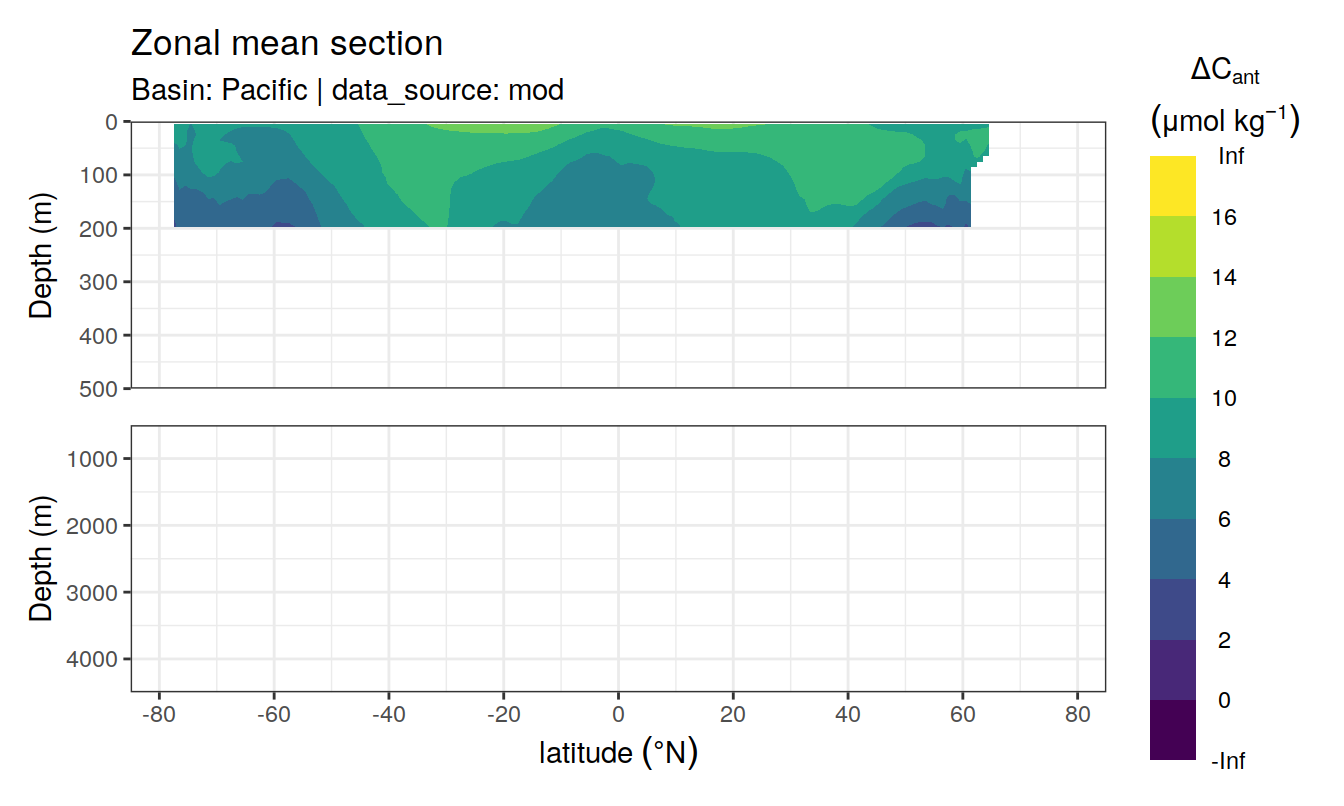 Zonal mean section
Basin: Pacific | data_source: mod
ΔCant
(μmol kg−1)
Depth (m)
0
100
200
300
400
500
Depth (m)
1000
2000
3000
4000
-80 -60 -40 -20 0 20 40 60 80
latitude (°N)
Inf
16
14
12
10
8
6
4
2
0
-Inf